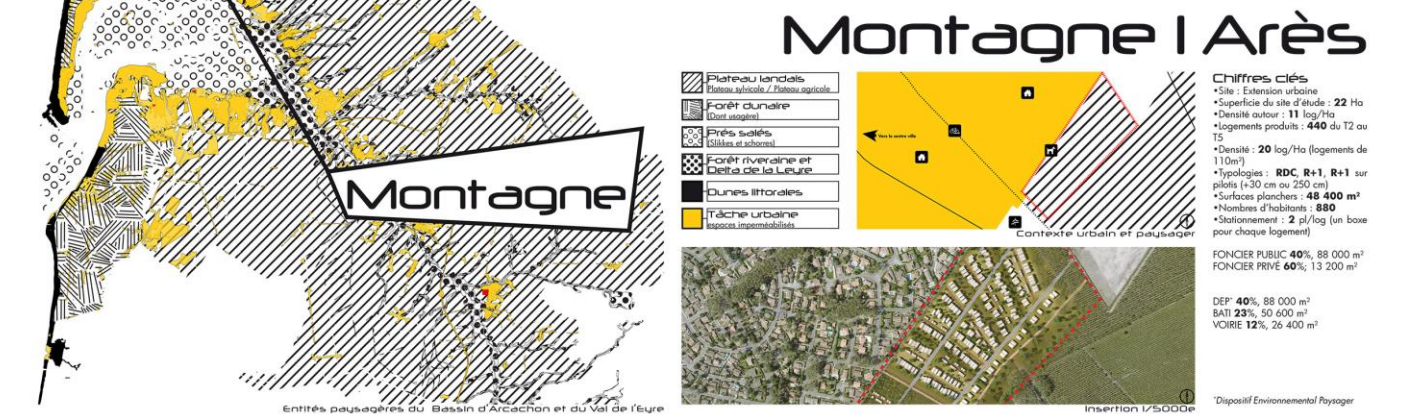 Montagne | Arès
Montagne
Plateau landais
Plateau sylvicole / Plateau agricole
Forêt dunaire
(Dont usagère)
Prés salés
(Slikkes et schorres)
Forêt riveraine et
Delta de la Leyre
Dunes littorales
Tâche urbaine
espaces imperméabilisés
Vers le centre ville
Contexte urbain et paysager
Insertion 1/5000e
Entités paysagères du Bassin d'Arcachon et du Val de l'Eyre
Chiffres clés
•Site : Extension urbaine
•Superficie du site d'étude : 22 Ha
•Densité autour : 11 log/Ha
•Logements produits : 440 du T2 au
T5
•Densité : 20 log/Ha (logements de
110m²)
•Typologies : RDC, R+1, R+1 sur
pilotis (+30 cm ou 250 cm)
•Surfaces planchers : 48 400 m²
•Nombres d'habitants : 880
•Stationnement : 2 pl/log (un boxe
pour chaque logement)
FONCIER PUBLIC 40%, 88 000 m²
FONCIER PRIVÉ 60%; 13 200 m²
DEP* 40%, 88 000 m²
BATI 23%, 50 600 m²
VOIRIE 12%, 26 400 m²
*Dispositif Environnemental Paysager